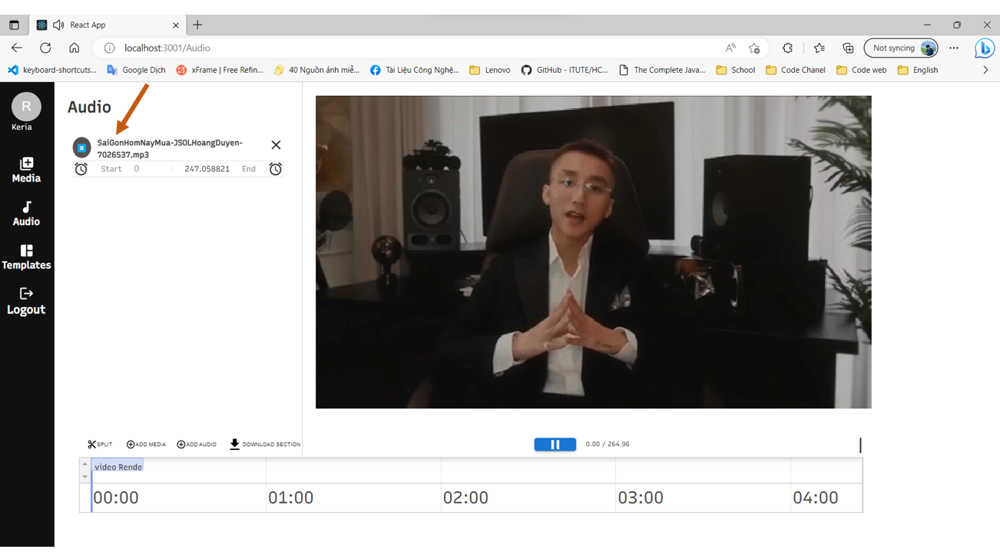 React App
localhost:3001/Audio
Not syncing
keyboard-shortcuts...
Google Dịch
xFrame | Free Refin...
40 Nguồn ảnh miễ...
Tài Liệu Công Nghệ...
Lenovo
GitHub - ITUTE/HC...
The Complete Java...
School
Code Chanel
Code web
English
R
Keria
Media
Audio
Templates
Logout
Audio
SaiGonHomNayMua-JSOLHoangDuyen-
7026537.mp3
Start 0 247.058821 End
SPLIT ADD MEDIA ADD AUDIO DOWNLOAD SECTION
0.00 / 264.96
video Rende
00:00 01:00 02:00 03:00 04:00